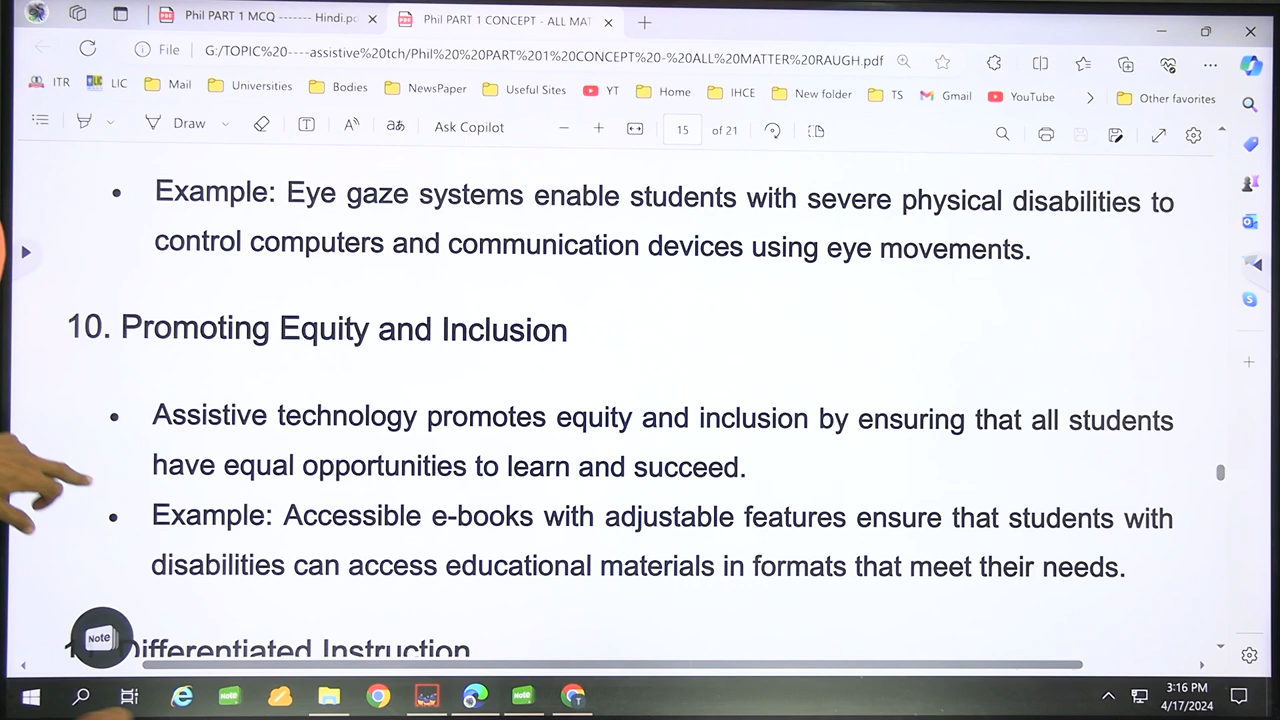 Phil PART 1 MCQ ------- Hindi.pc
Phil PART 1 CONCEPT - ALL MAT
File
G:/TOPIC%20----assistive%20tch/Phil%20%20PART%201%20CONCEPT%20-%20ALL%20MATTER%20RAUGH.pdf
ITR LIC Mail Universities Bodies NewsPaper Useful Sites YT Home IHCE New folder TS Gmail YouTube Other favorites
Draw Ask Copilot 15 of 21
• Example: Eye gaze systems enable students with severe physical disabilities to
control computers and communication devices using eye movements.
10. Promoting Equity and Inclusion
• Assistive technology promotes equity and inclusion by ensuring that all students
have equal opportunities to learn and succeed.
• Example: Accessible e-books with adjustable features ensure that students with
disabilities can access educational materials in formats that meet their needs.
Note
Differentiated Instruction
Note Note
3:16 PM
4/17/2024